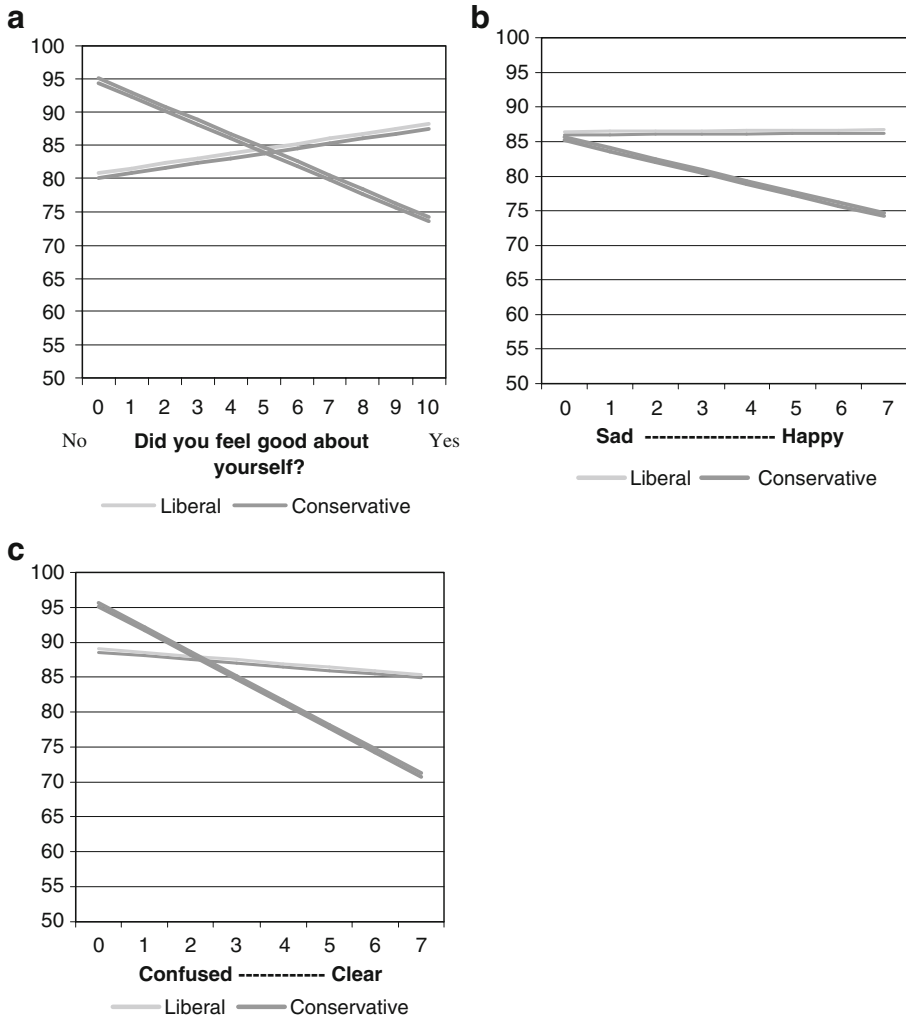 a
100
95
90
85
80
75
70
65
60
55
50
0 1 2 3 4 5 6 7 8 9 10
No Did you feel good about Yes
yourself?
Liberal Conservative
b
100
95
90
85
80
75
70
65
60
55
50
0 1 2 3 4 5 6 7
Sad ---------------------- Happy
Liberal Conservative
c
100
95
90
85
80
75
70
65
60
55
50
0 1 2 3 4 5 6 7
Confused ------------ Clear
Liberal Conservative